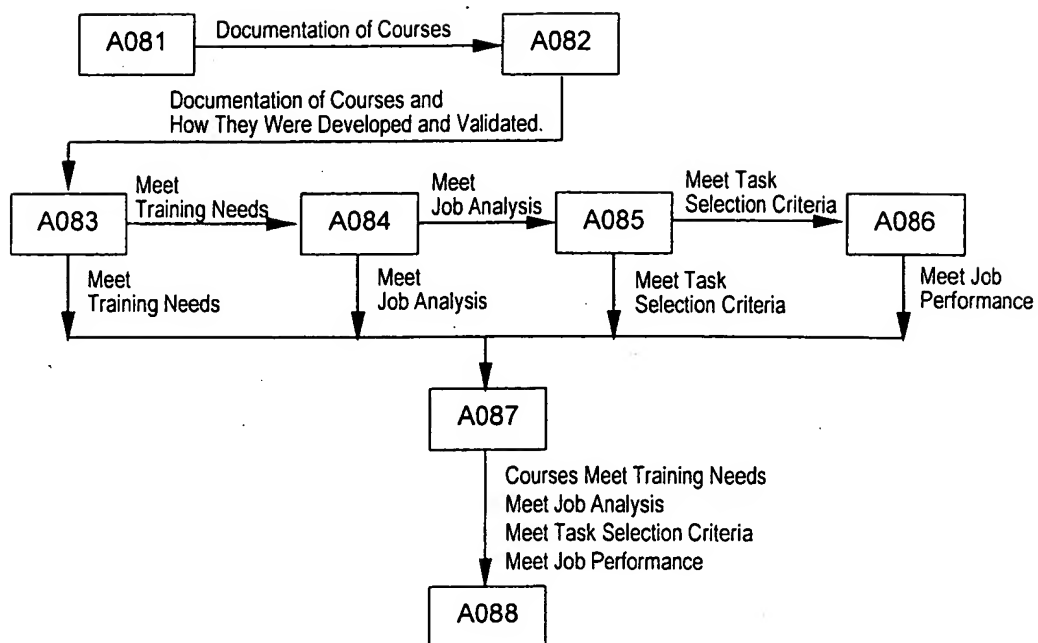 A081
Documentation of Courses
A082
Documentation of Courses and
How They Were Developed and Validated.
A083
Meet
Training Needs
A084
Meet
Job Analysis
A085
Meet Task
Selection Criteria
A086
Meet
Training Needs
Meet
Job Analysis
Meet Task
Selection Criteria
Meet Job
Performance
A087
Courses Meet Training Needs
Meet Job Analysis
Meet Task Selection Criteria
Meet Job Performance
A088